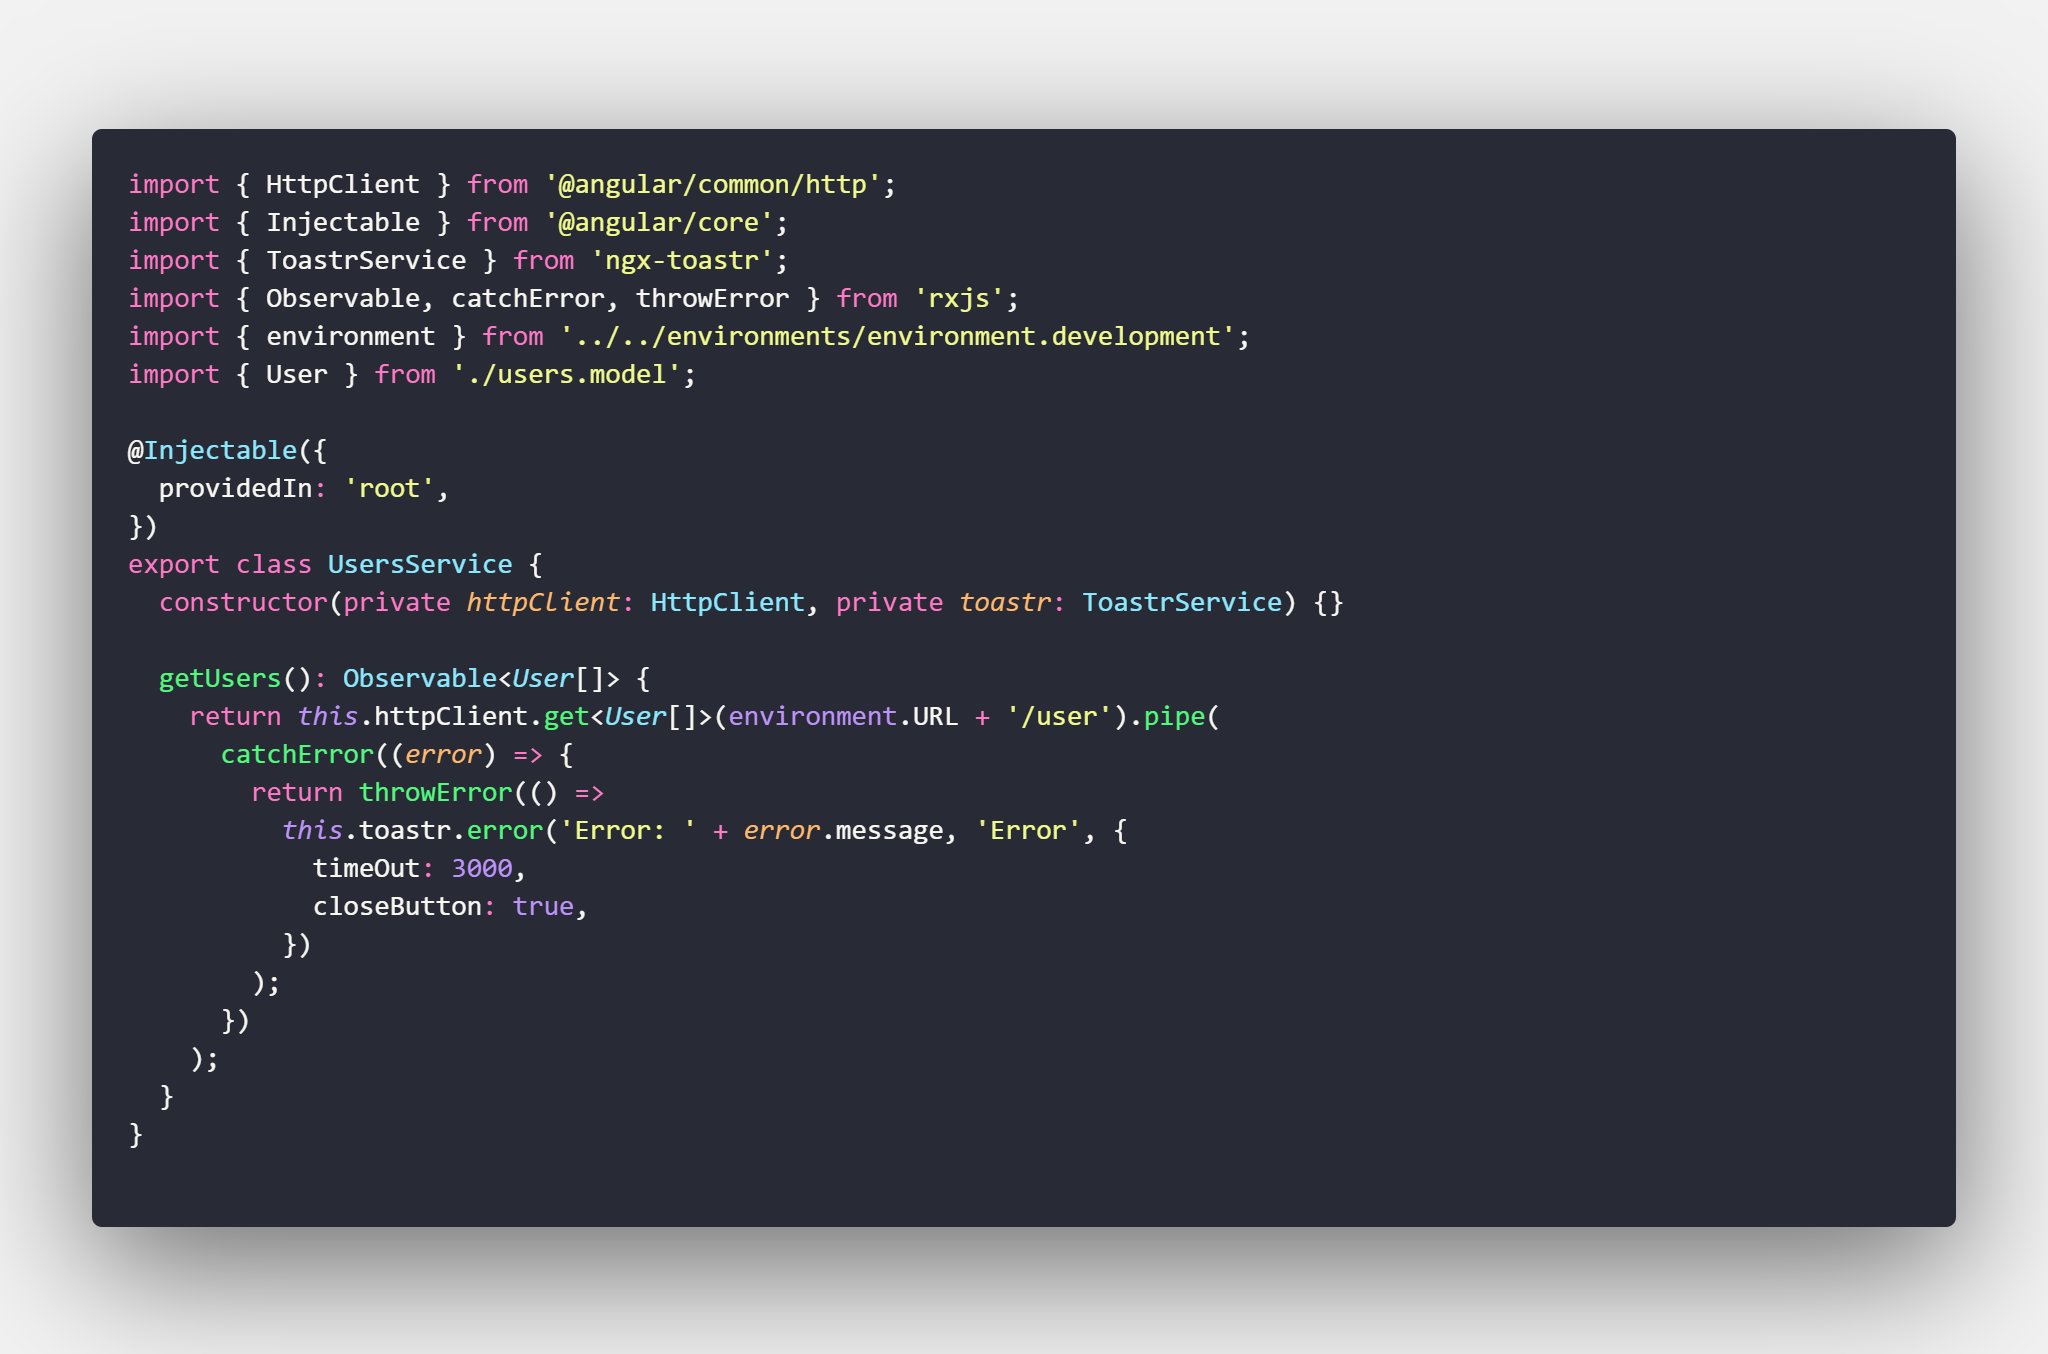 import { HttpClient } from '@angular/common/http';
import { Injectable } from '@angular/core';
import { ToastrService } from 'ngx-toastr';
import { Observable, catchError, throwError } from 'rxjs';
import { environment } from '../../environments/environment.development';
import { User } from './users.model';

@Injectable({
  providedIn: 'root',
})
export class UsersService {
  constructor(private httpClient: HttpClient, private toastr: ToastrService) {}

  getUsers(): Observable<User[]> {
    return this.httpClient.get<User[]>(environment.URL + '/user').pipe(
      catchError((error) => {
        return throwError(() =>
          this.toastr.error('Error: ' + error.message, 'Error', {
            timeOut: 3000,
            closeButton: true,
          })
        );
      })
    );
  }
}